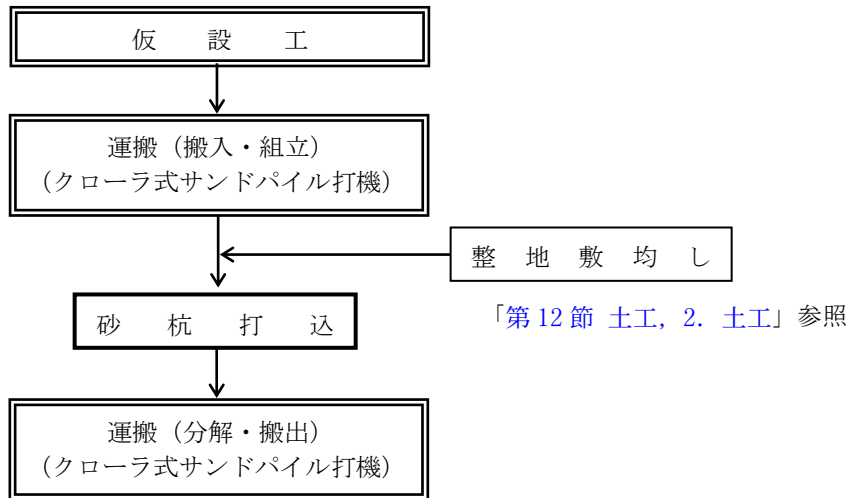 仮 設 工
運搬（搬入・組立）
（クローラ式サンドパイル打機）
整 地 敷 均 し
砂 杭 打 込
「第 12 節 土工，2．土工」参照
運搬（分解・搬出）
（クローラ式サンドパイル打機）